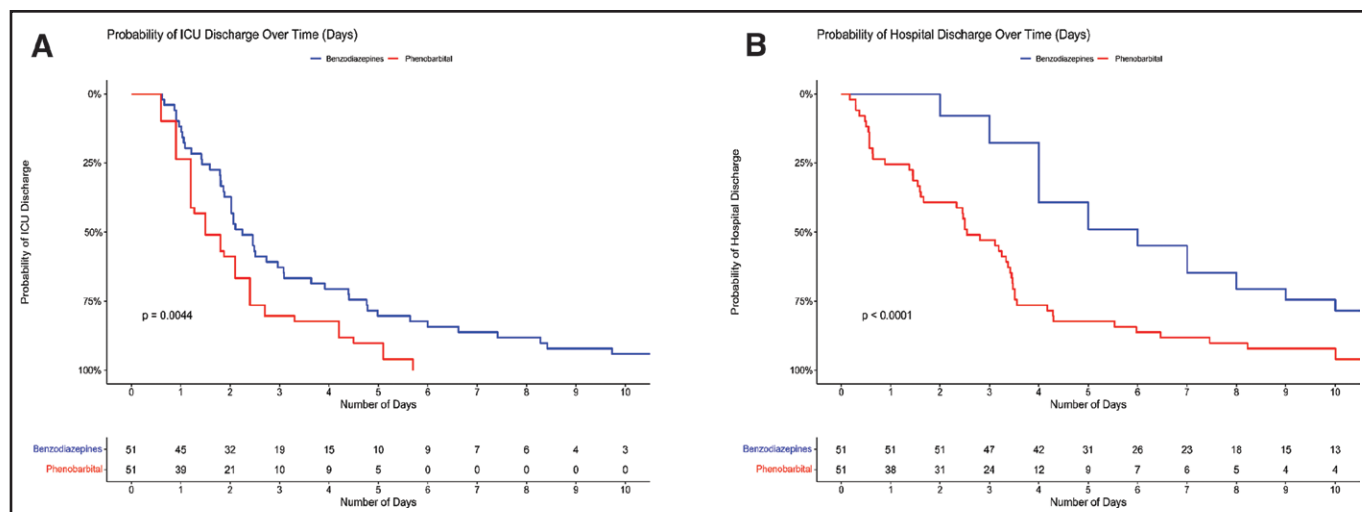 A
Probability of ICU Discharge Over Time (Days)
Benzodiazepines Phenobarbital
0%
25%
50%
75%
100%
Probability of ICU Discharge
p = 0.0044
0 1 2 3 4 5 6 7 8 9 10
Number of Days
Benzodiazepines 51 45 32 19 15 10 9 7 6 4 3
Phenobarbital 51 39 21 10 9 5 0 0 0 0 0
0 1 2 3 4 5 6 7 8 9 10
Number of Days
B
Probability of Hospital Discharge Over Time (Days)
Benzodiazepines Phenobarbital
0%
25%
50%
75%
100%
Probability of Hospital Discharge
p < 0.0001
0 1 2 3 4 5 6 7 8 9 10
Number of Days
Benzodiazepines 51 51 51 47 42 31 26 23 18 15 13
Phenobarbital 51 38 31 24 12 9 7 6 5 4 4
0 1 2 3 4 5 6 7 8 9 10
Number of Days